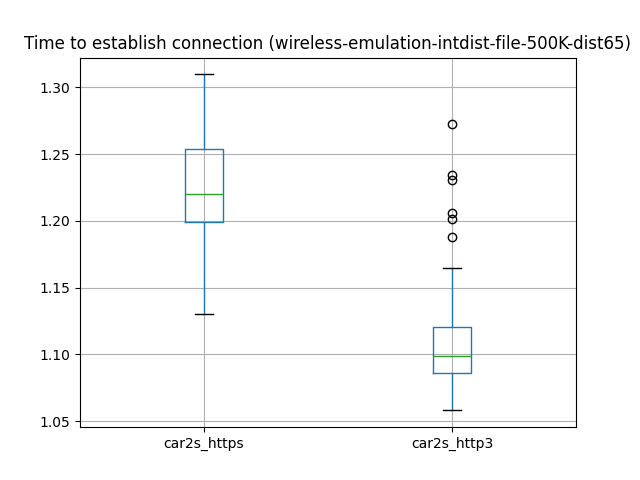 Time to establish connection (wireless-emulation-intdist-file-500K-dist65)
1.30
1.25
1.20
1.15
1.10
1.05
car2s_https
car2s_http3